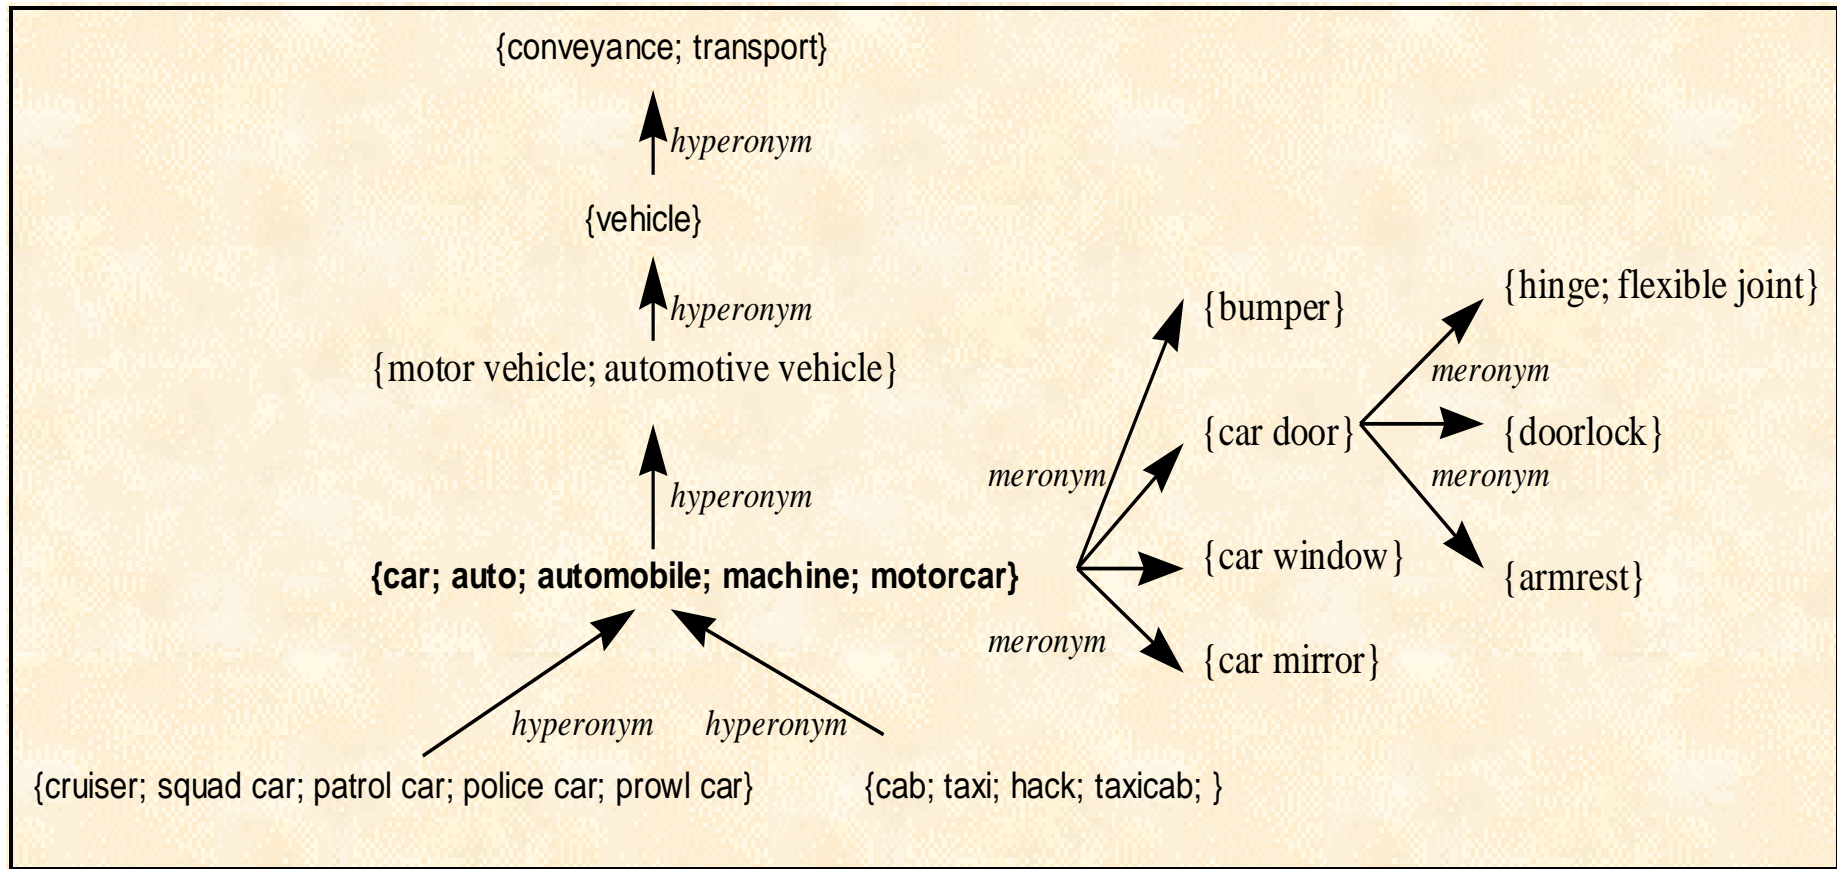 {conveyance; transport}
hyperonym
{vehicle}
hyperonym
{motor vehicle; automotive vehicle}
hyperonym
{car; auto; automobile; machine; motorcar}
hyperonym
hyperonym
{cruiser; squad car; patrol car; police car; prowl car}
{cab; taxi; hack; taxicab; }
meronym
meronym
{bumper}
{car door}
{car window}
{car mirror}
meronym
meronym
{hinge; flexible joint}
{doorlock}
{armrest}